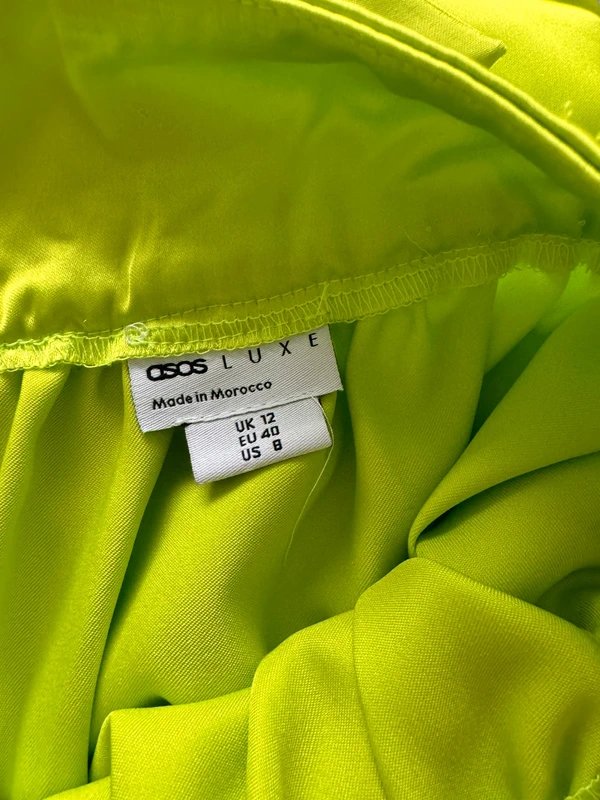 asos LUXE
Made in Morocco
UK 12
EU 40
US 8